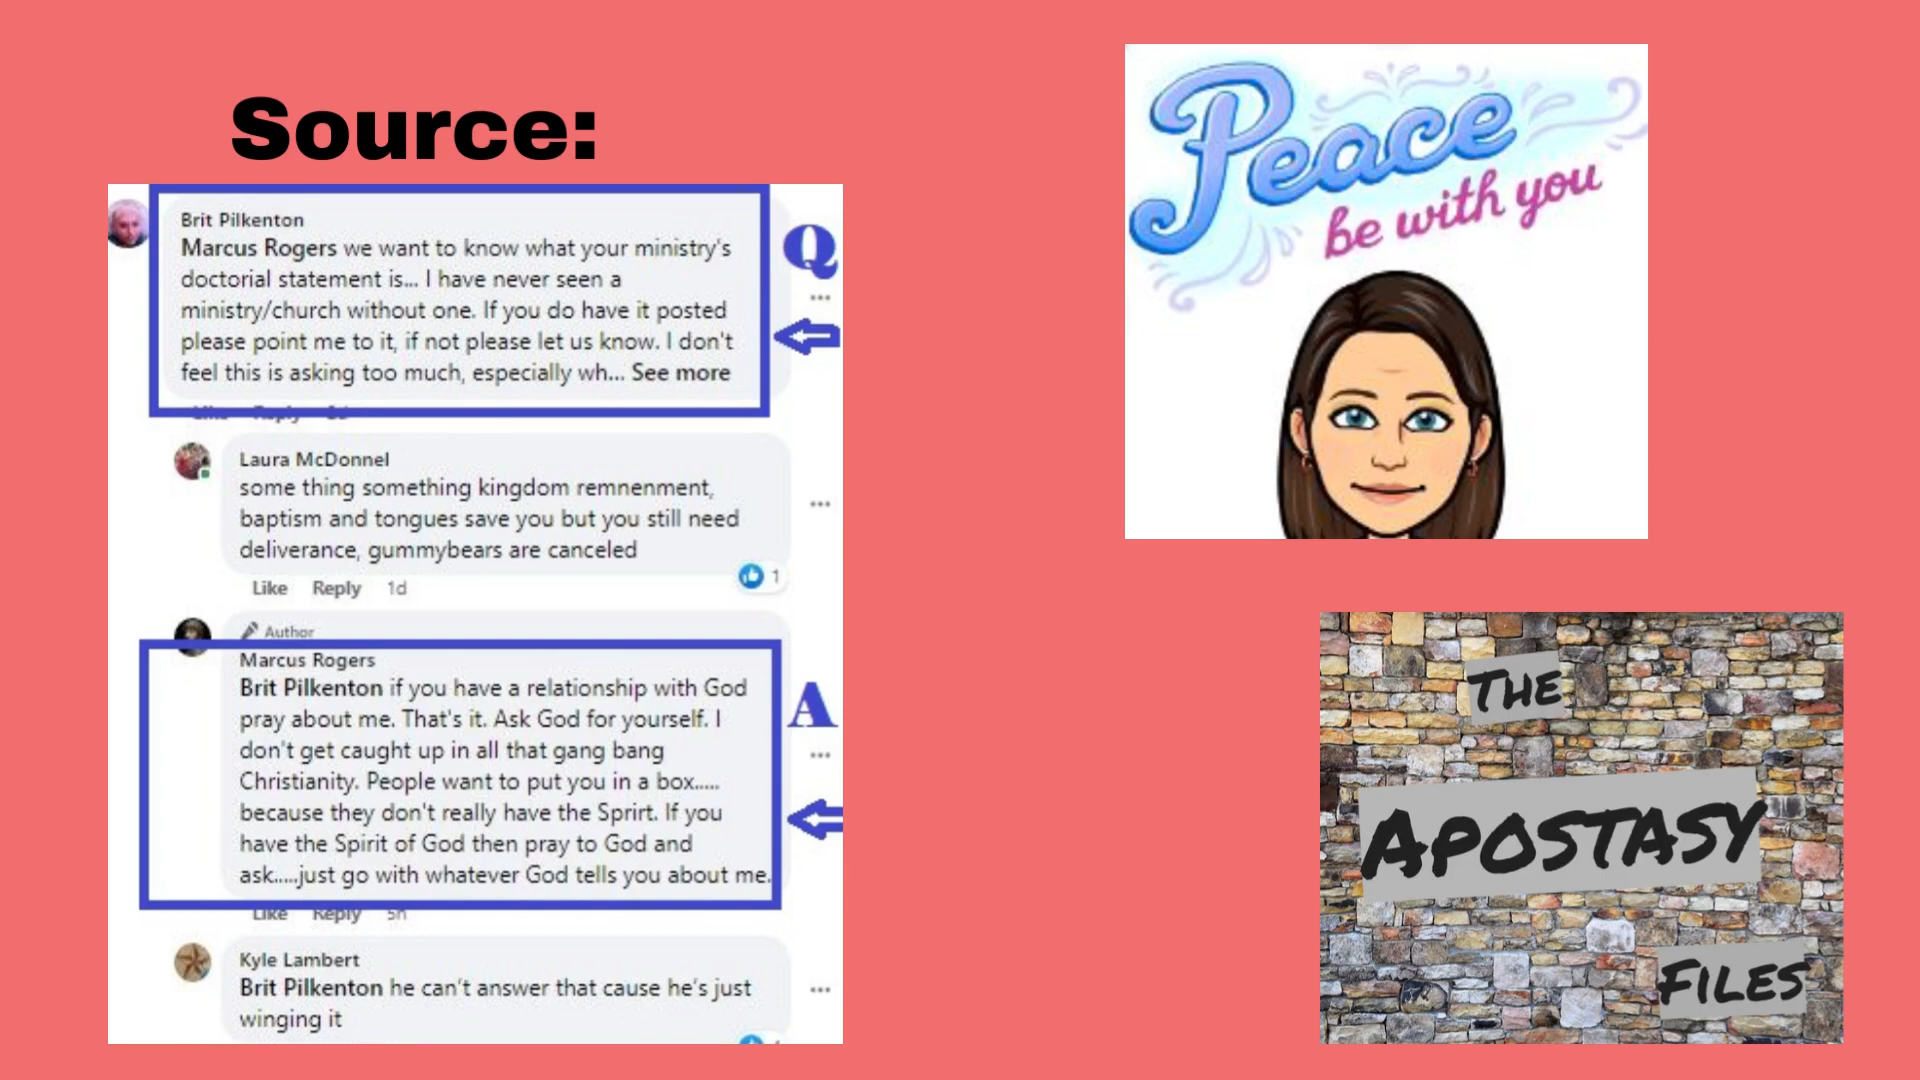 Source:
Brit Pilkenton
Marcus Rogers we want to know what your ministry's
doctorial statement is... I have never seen a
ministry/church without one. If you do have it posted
please point me to it, if not please let us know. I don't
feel this is asking too much, especially wh... See more
Like Reply
Q
Laura McDonnel
some thing something kingdom remnenment,
baptism and tongues save you but you still need
deliverance, gummybears are canceled
Like Reply 1d
1
Author
Marcus Rogers
Brit Pilkenton if you have a relationship with God
pray about me. That's it. Ask God for yourself. I
don't get caught up in all that gang bang
Christianity. People want to put you in a box.....
because they don't really have the Sprirt. If you
have the Spirit of God then pray to God and
ask.....just go with whatever God tells you about me.
Like Reply 5h
A
Kyle Lambert
Brit Pilkenton he can't answer that cause he's just
winging it
Peace
be with you
The
Apostasy
Files